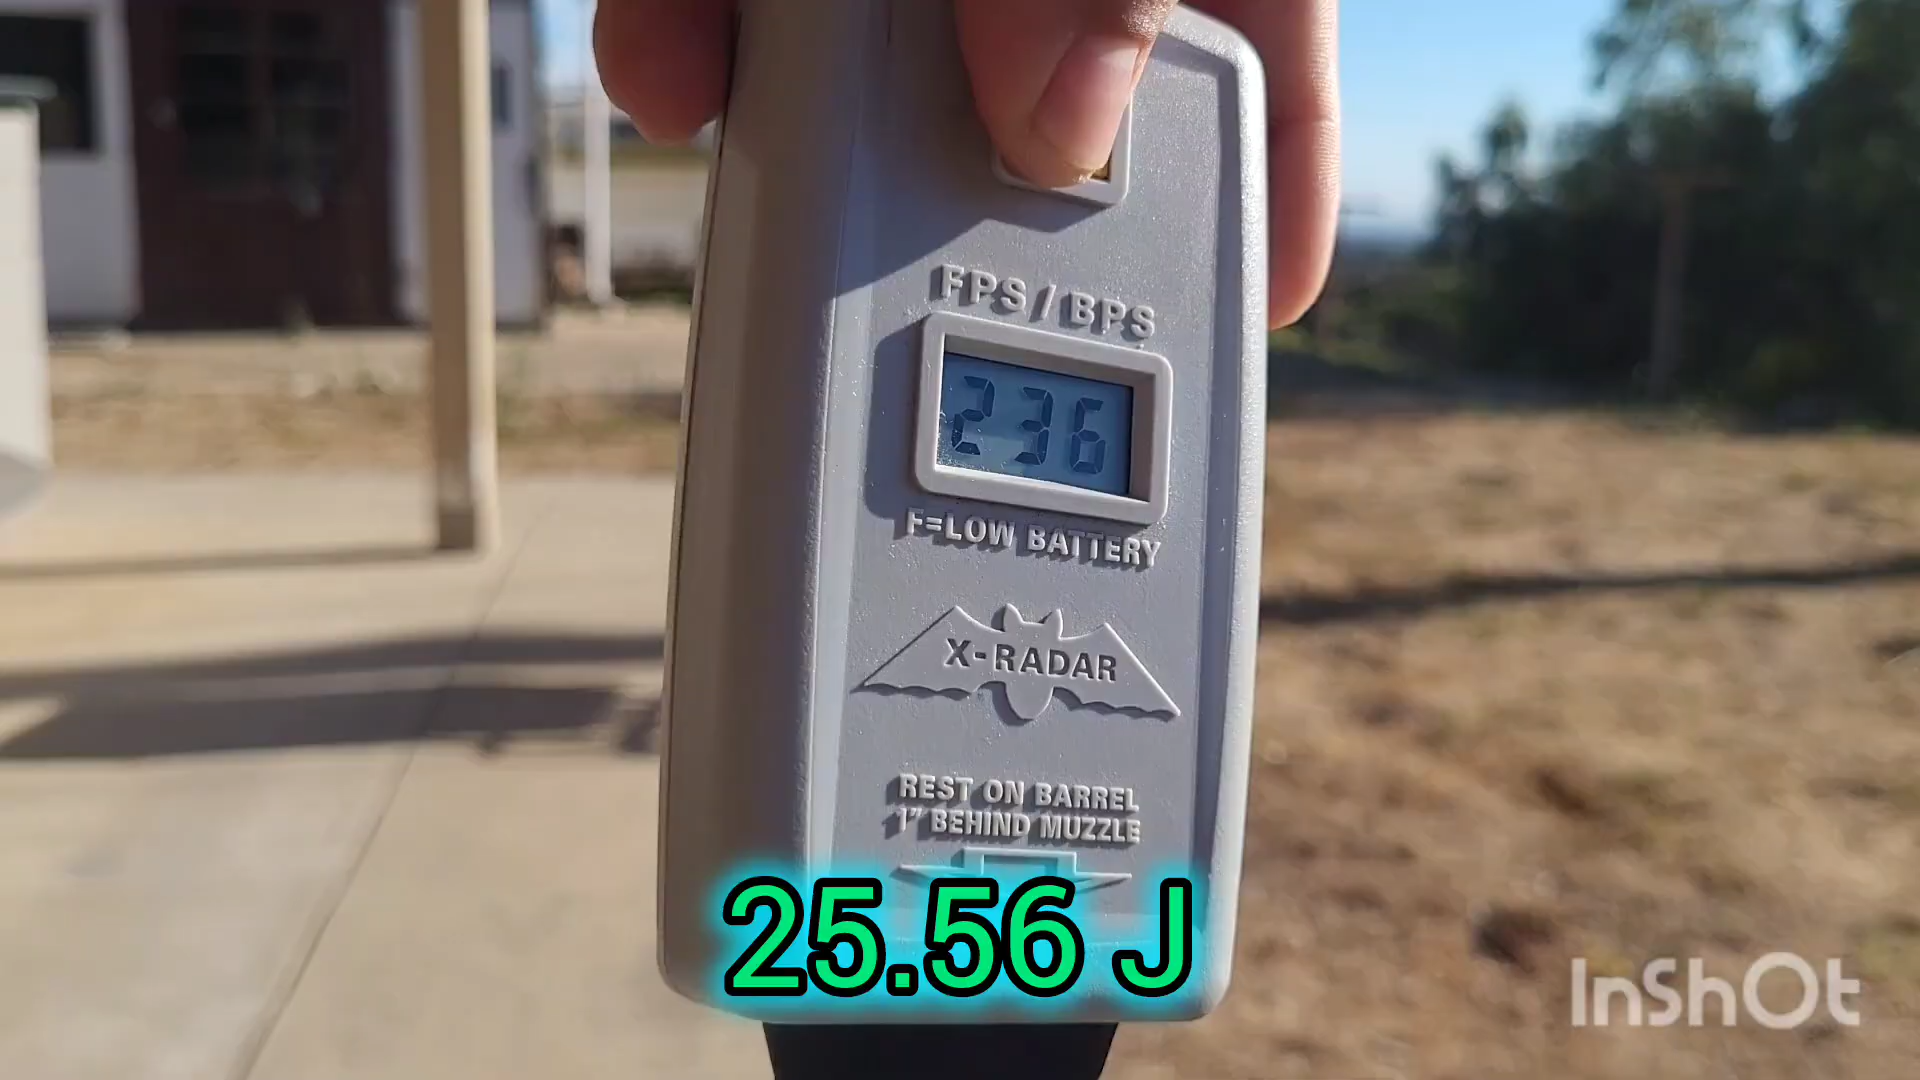 FPS / BPS
236
F=LOW BATTERY
X-RADAR
REST ON BARREL
1" BEHIND MUZZLE
25.56 J
InShOt